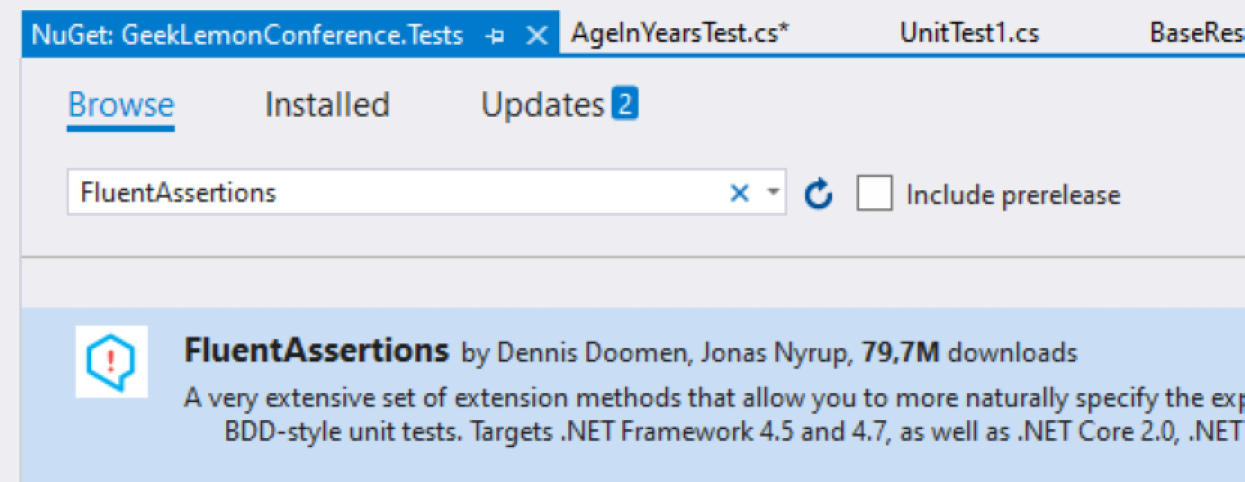 NuGet: GeekLemonConference.Tests AgeInYearsTest.cs* UnitTest1.cs
Browse Installed Updates 2
FluentAssertions Include prerelease
FluentAssertions by Dennis Doomen, Jonas Nyrup, 79,7M downloads
A very extensive set of extension methods that allow you to more naturally specify the
BDD-style unit tests. Targets .NET Framework 4.5 and 4.7, as well as .NET Core 2.0, .NET